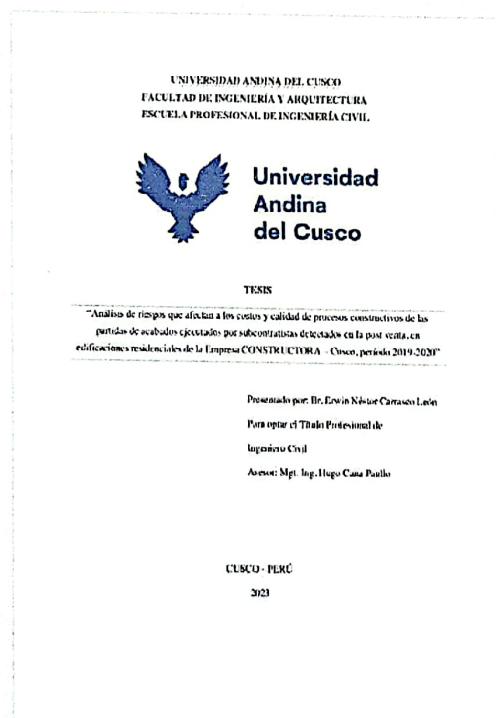 UNIVERSIDAD ANDINA DEL CUSCO
FACULTAD DE INGENIERÍA Y ARQUITECTURA
ESCUELA PROFESIONAL DE INGENIERÍA CIVIL
Universidad
Andina
del Cusco
TESIS
"Análisis de riesgos que afectan a los costos y calidad de procesos constructivos de las
partidas de acabados ejecutados por subcontratistas detectados en la post venta, en
edificaciones residenciales de la Empresa CONSTRUCTORA - Cusco, período 2019-2020"
Presentado por: Br. Erwin Néstor Carrasco León
Para optar el Título Profesional de
Ingeniero Civil
Asesor: Mgt. Ing. Hugo Cana Paullo
CUSCO - PERÚ
2023